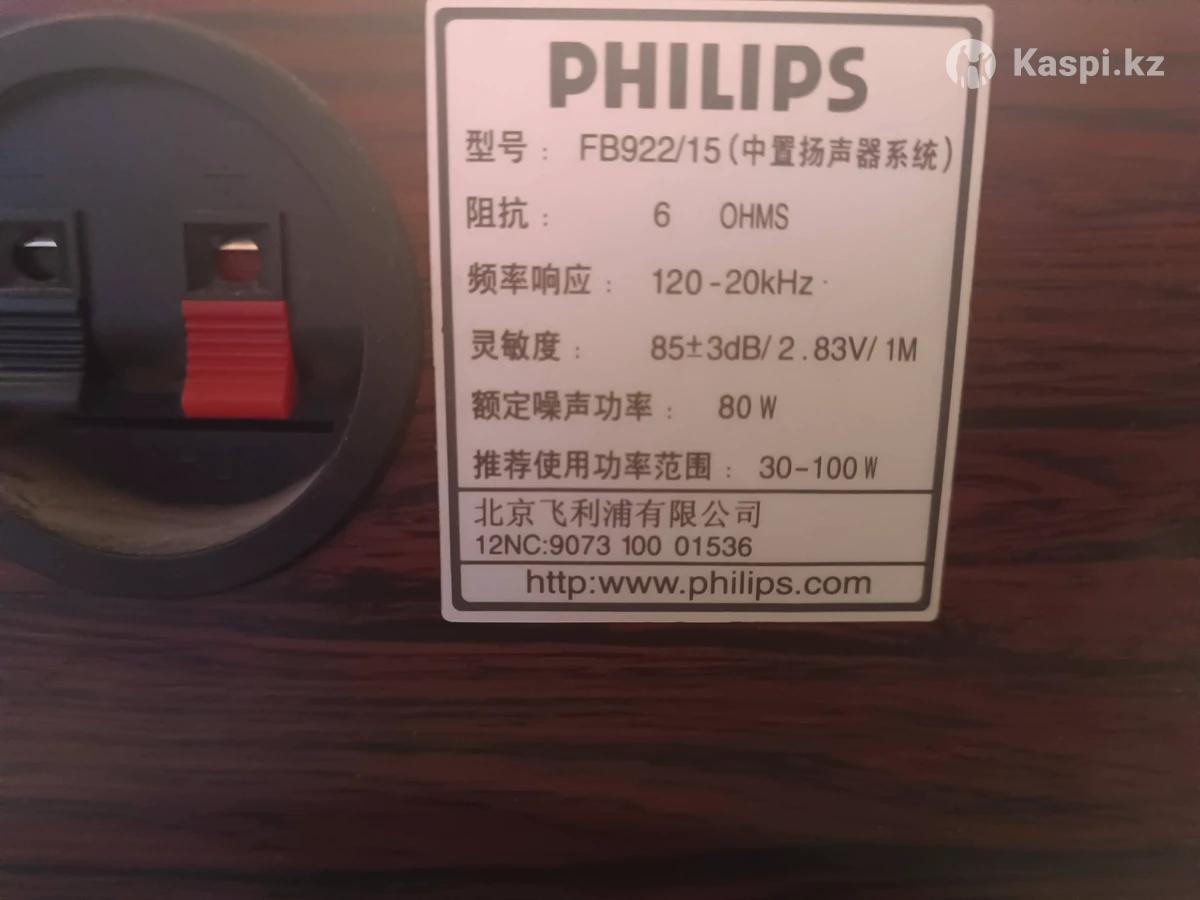 PHILIPS
Kaspi.kz
型号： FB922/15(中置扬声器系统)
阻抗： 6 OHMS
频率响应： 120-20kHz
灵敏度： 85±3dB/2.83V/1M
额定噪声功率： 80W
推荐使用功率范围： 30-100W
北京飞利浦有限公司
12NC:9073 100 01536
http:www.philips.com